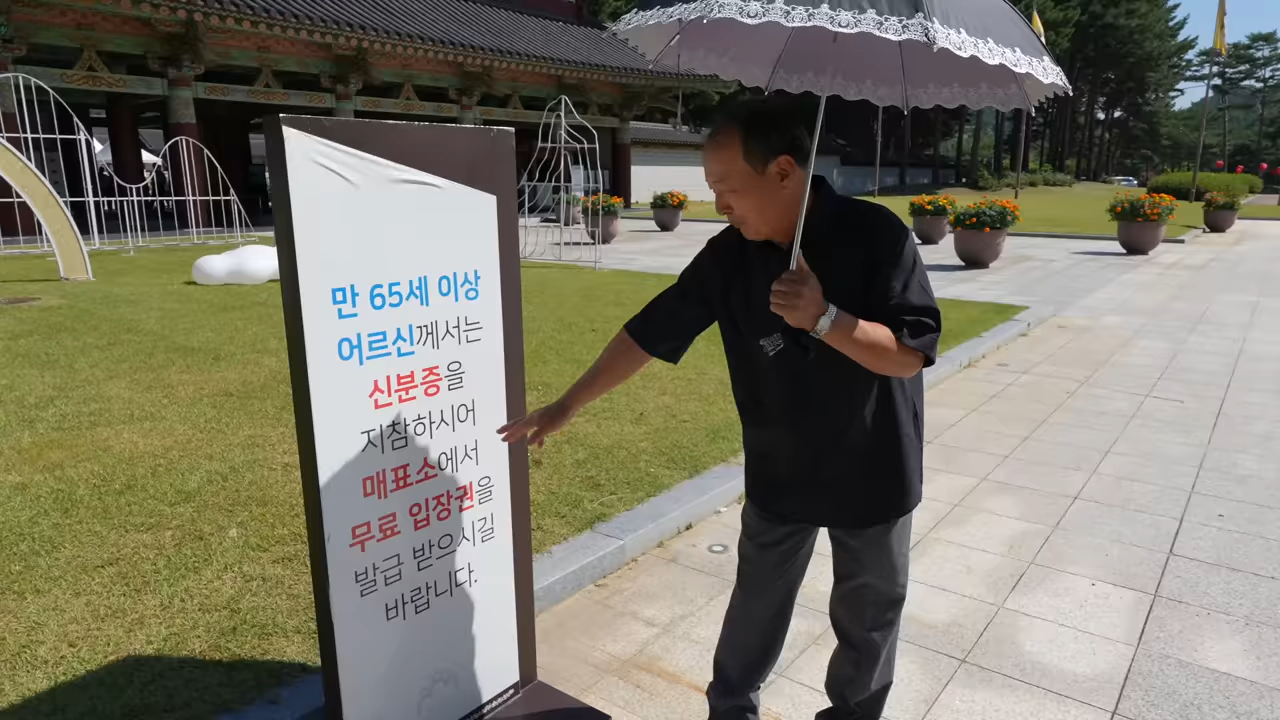 만 65세 이상
어르신께서는
신분증을
지참하시어
매표소에서
무료 입장권을
발급 받으시길
바랍니다.